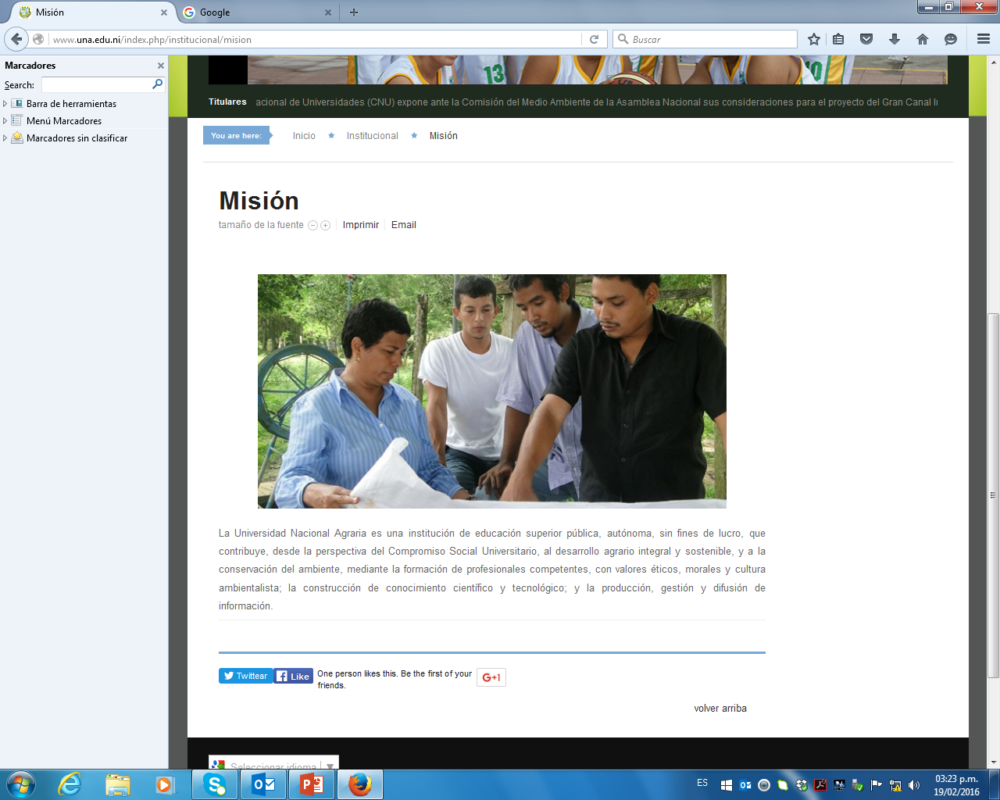 Misión
Google
www.una.edu.ni/index.php/institucional/mision
Buscar
Marcadores
Search:
Barra de herramientas
Menú Marcadores
Marcadores sin clasificar
13
10
Titulares acional de Universidades (CNU) expone ante la Comisión del Medio Ambiente de la Asamblea Nacional sus consideraciones para el proyecto del Gran Canal
You are here: Inicio Institucional Misión
Misión
tamaño de la fuente Imprimir Email
La Universidad Nacional Agraria es una institución de educación superior pública, autónoma, sin fines de lucro, que
contribuye, desde la perspectiva del Compromiso Social Universitario, al desarrollo agrario integral y sostenible, y a la
conservación del ambiente, mediante la formación de profesionales competentes, con valores éticos, morales y cultura
ambientalista; la construcción de conocimiento científico y tecnológico; y la producción, gestión y difusión de
información.
Twittear
Like
One person likes this. Be the first of your
friends.
G+1
volver arriba
Seleccionar idioma
ES
03:23 p.m.
19/02/2016